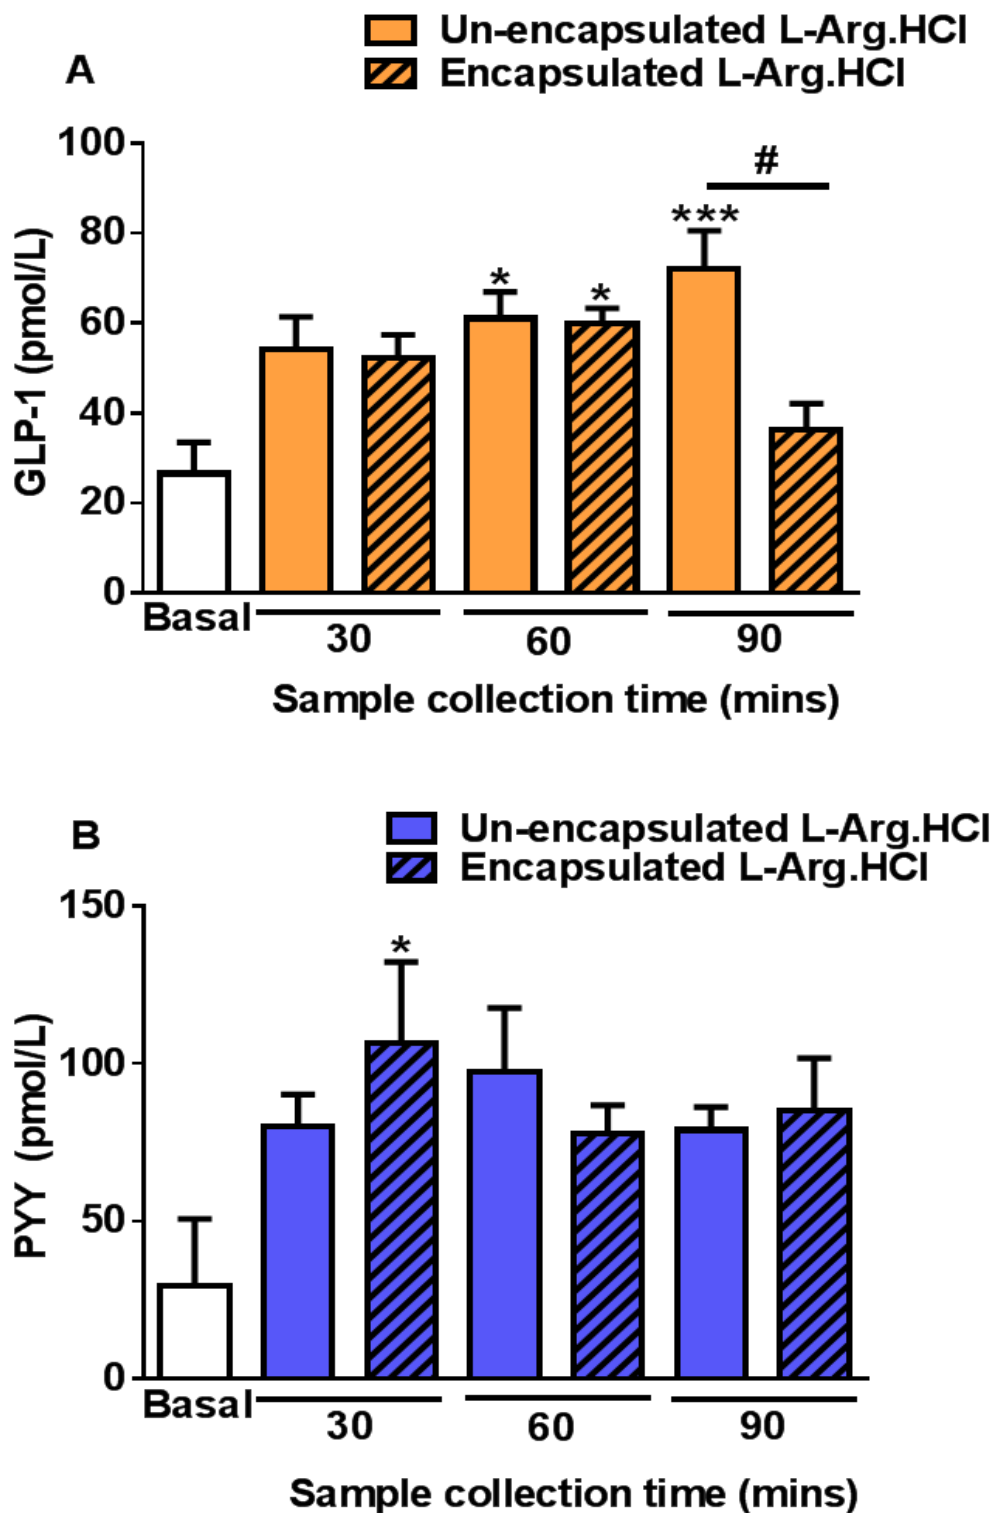 Un-encapsulated L-Arg.HCl
A
Encapsulated L-Arg.HCl
100
#
80
***
GLP-1 (pmol/L)
*
*
60
40
20
0
Basal
30
60
90
Sample collection time (mins)
B
Un-encapsulated L-Arg.HCl
Encapsulated L-Arg.HCl
150
*
PYY (pmol/L)
100
50
0
Basal
30
60
90
Sample collection time (mins)